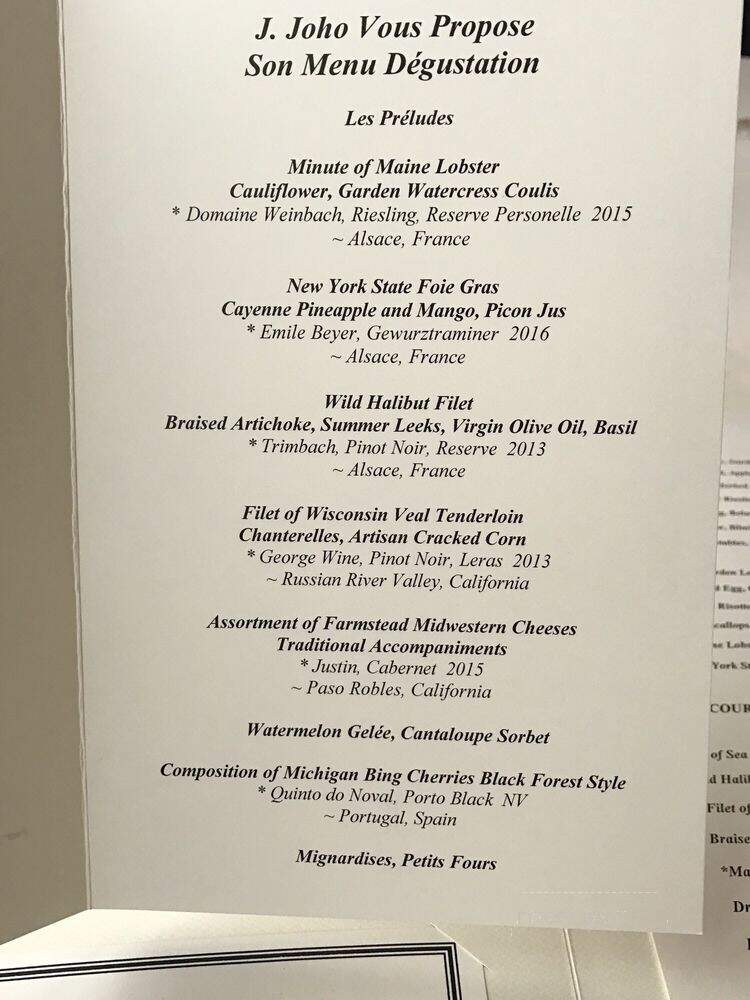 J. Joho Vous Propose
Son Menu Dégustation
Les Préludes
Minute of Maine Lobster
Cauliflower, Garden Watercress Coulis
* Domaine Weinbach, Riesling, Reserve Personelle 2015
~ Alsace, France
New York State Foie Gras
Cayenne Pineapple and Mango, Picon Jus
* Emile Beyer, Gewurztraminer 2016
~ Alsace, France
Wild Halibut Filet
Braised Artichoke, Summer Leeks, Virgin Olive Oil, Basil
* Trimbach, Pinot Noir, Reserve 2013
~ Alsace, France
Filet of Wisconsin Veal Tenderloin
Chanterelles, Artisan Cracked Corn
* George Wine, Pinot Noir, Leras 2013
~ Russian River Valley, California
Assortment of Farmstead Midwestern Cheeses
Traditional Accompaniments
* Justin, Cabernet 2015
~ Paso Robles, California
Watermelon Gelée, Cantaloupe Sorbet
Composition of Michigan Bing Cherries Black Forest Style
* Quinto do Noval, Porto Black NV
~ Portugal, Spain
Mignardises, Petits Fours
York
of Sea
Filet of